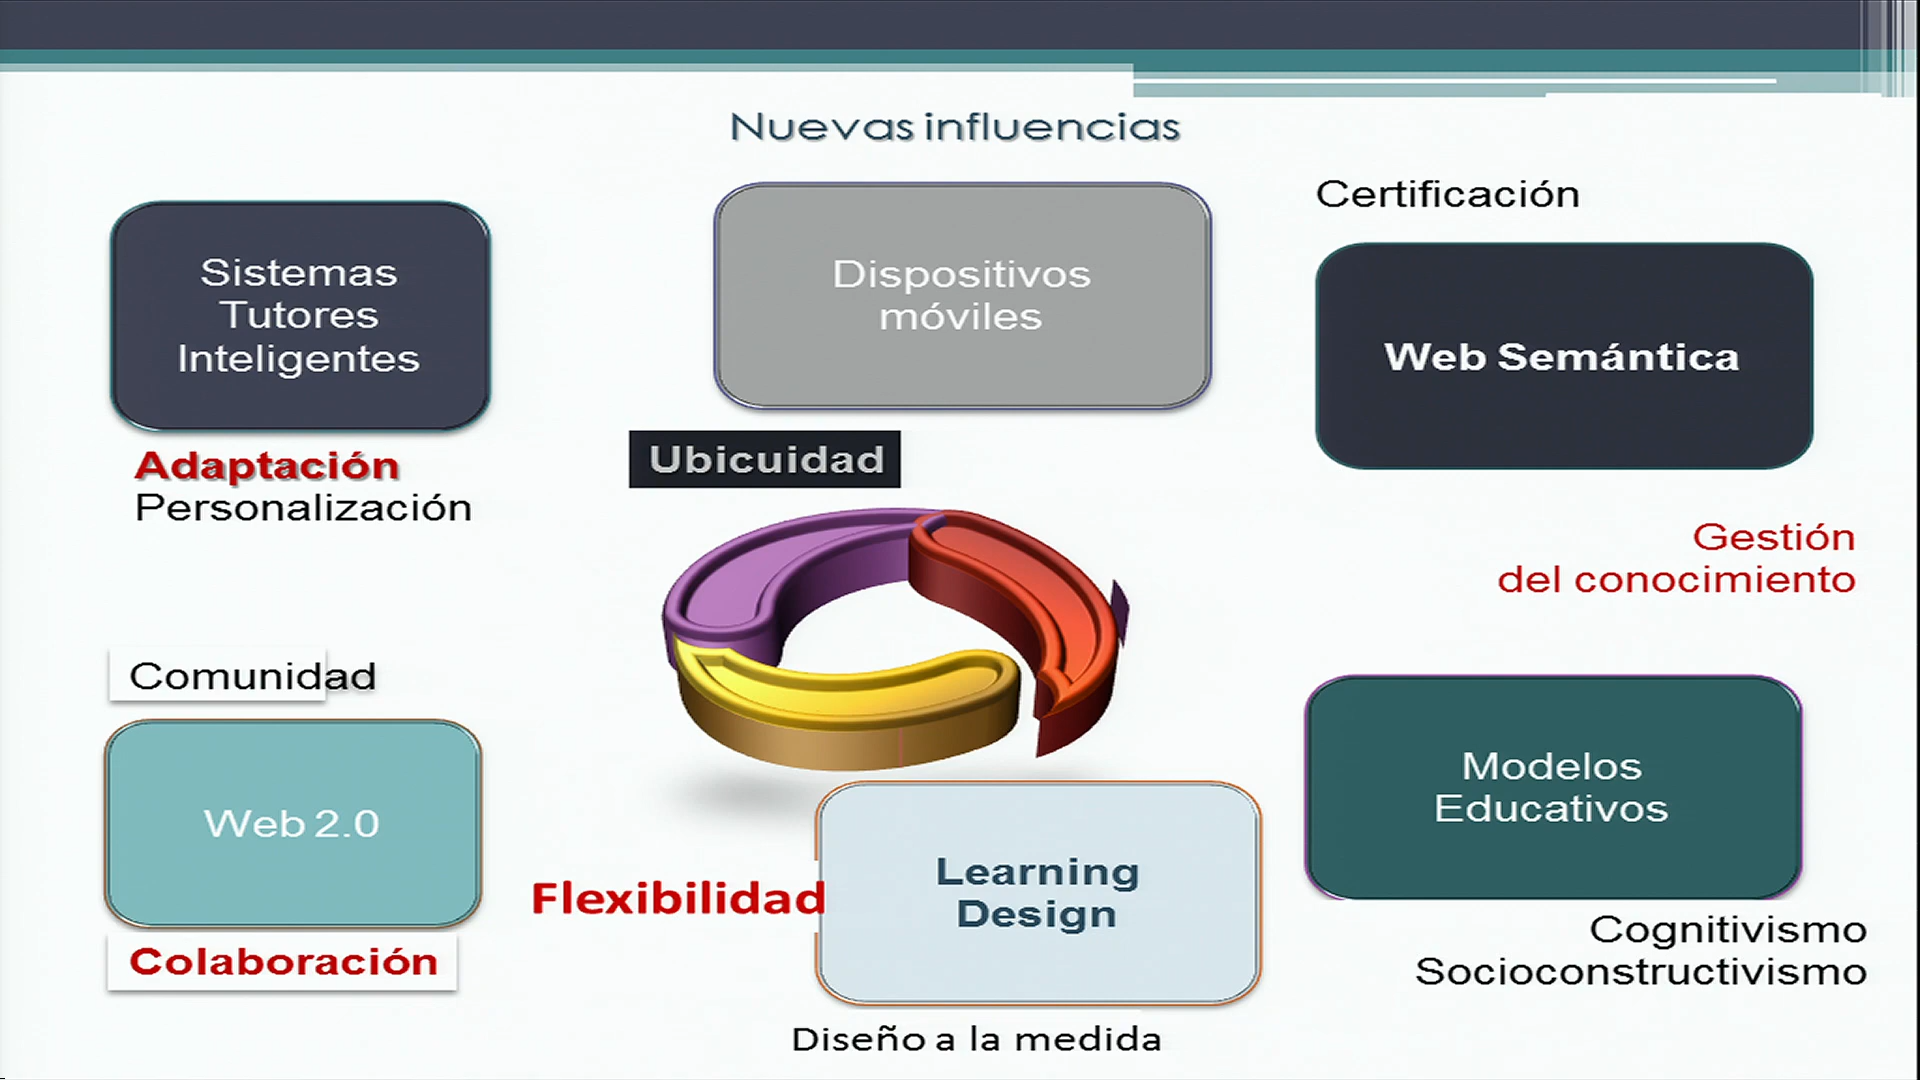 Nuevas influencias
Sistemas
Tutores
Inteligentes
Adaptación
Personalización
Dispositivos
móviles
Ubicuidad
Certificación
Web Semántica
Gestión
del conocimiento
Comunidad
Web 2.0
Colaboración
Flexibilidad
Learning
Design
Diseño a la medida
Modelos
Educativos
Cognitivismo
Socioconstructivismo